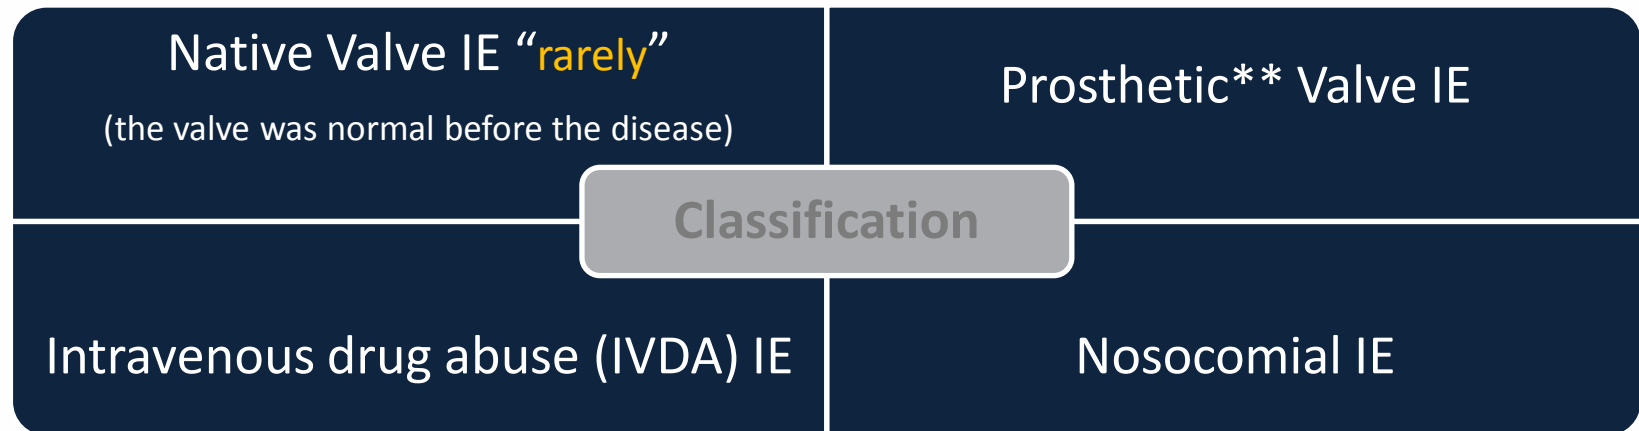 Native Valve IE “rarely”
(the valve was normal before the disease)
Prosthetic** Valve IE
Classification
Intravenous drug abuse (IVDA) IE
Nosocomial IE